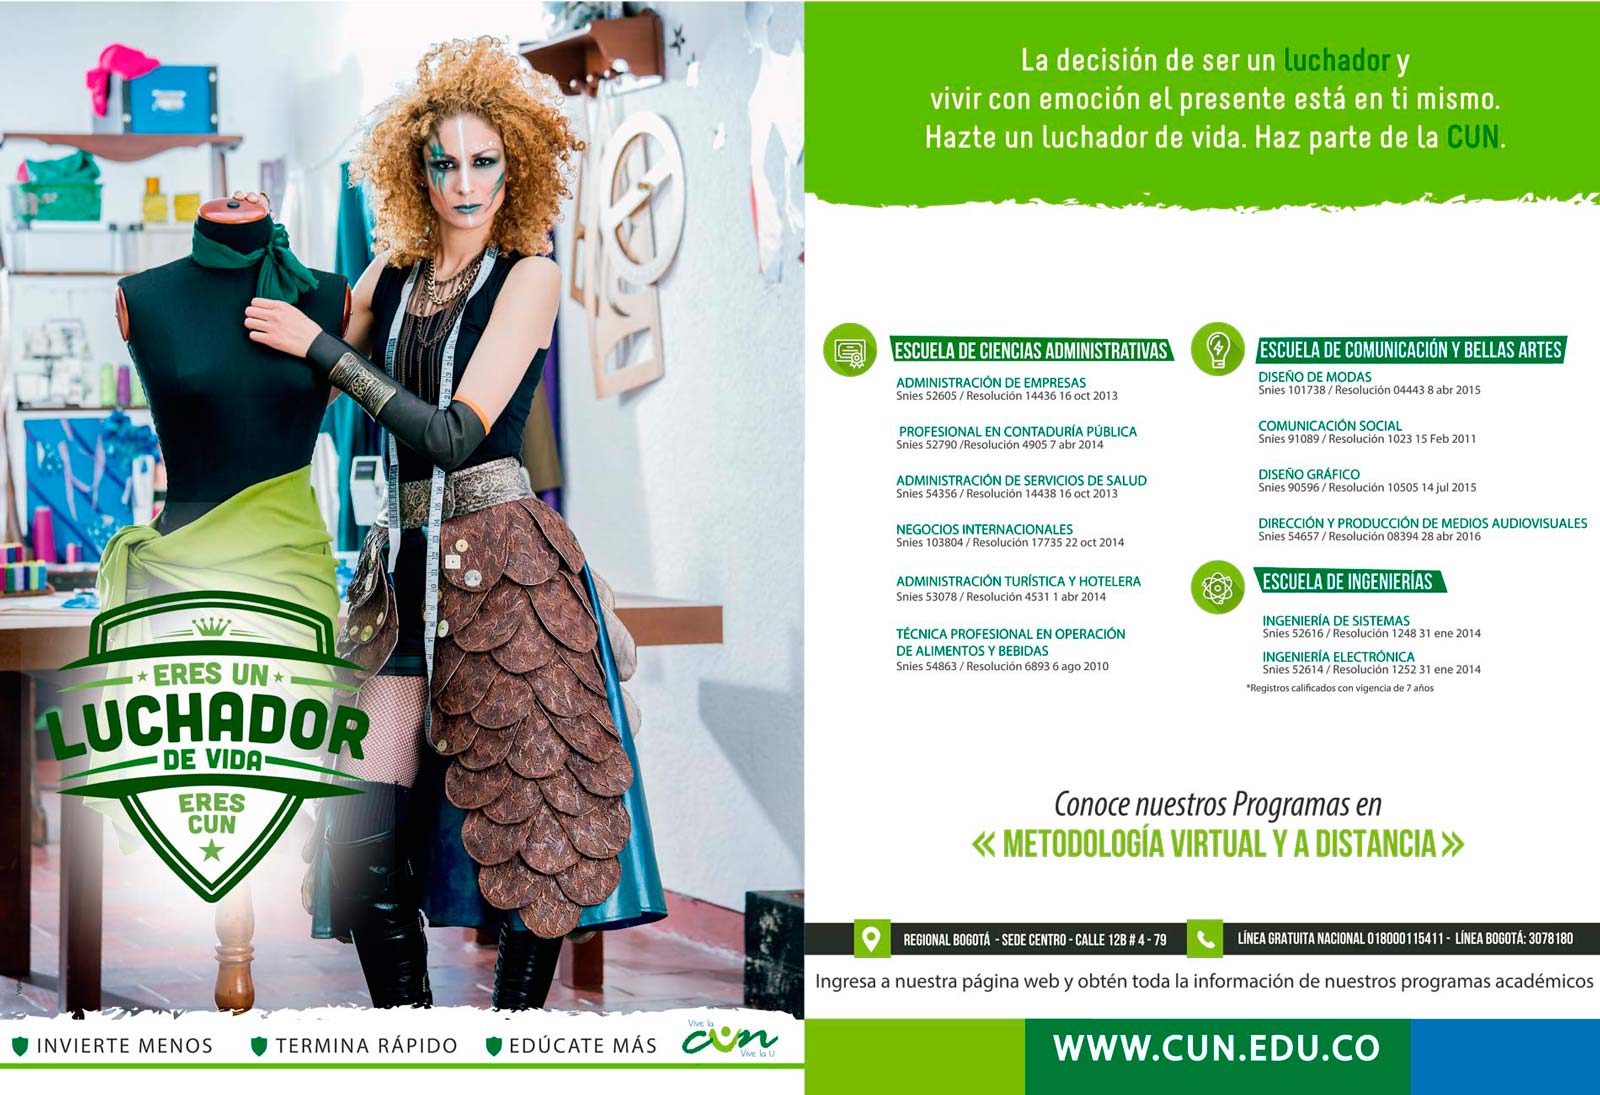 ERES UN
LUCHADOR
DE VIDA
ERES
CUN
INVIERTE MENOS
TERMINA RÁPIDO
EDÚCATE MÁS
Vive la
cun
Vive la U
La decisión de ser un luchador y
vivir con emoción el presente está en ti mismo.
Hazte un luchador de vida. Haz parte de la CUN.
ESCUELA DE CIENCIAS ADMINISTRATIVAS
ADMINISTRACIÓN DE EMPRESAS
Snies 52605 / Resolución 14436 16 oct 2013
PROFESIONAL EN CONTADURÍA PÚBLICA
Snies 52790 /Resolución 4905 7 abr 2014
ADMINISTRACIÓN DE SERVICIOS DE SALUD
Snies 54356 / Resolución 14438 16 oct 2013
NEGOCIOS INTERNACIONALES
Snies 103804 / Resolución 17735 22 oct 2014
ADMINISTRACIÓN TURÍSTICA Y HOTELERA
Snies 53078 / Resolución 4531 1 abr 2014
TÉCNICA PROFESIONAL EN OPERACIÓN
DE ALIMENTOS Y BEBIDAS
Snies 54863 / Resolución 6893 6 ago 2010
ESCUELA DE COMUNICACIÓN Y BELLAS ARTES
DISEÑO DE MODAS
Snies 101738 / Resolución 04443 8 abr 2015
COMUNICACIÓN SOCIAL
Snies 91089 / Resolución 1023 15 Feb 2011
DISEÑO GRÁFICO
Snies 90596 / Resolución 10505 14 jul 2015
DIRECCIÓN Y PRODUCCIÓN DE MEDIOS AUDIOVISUALES
Snies 54657 / Resolución 08394 28 abr 2016
ESCUELA DE INGENIERÍAS
INGENIERÍA DE SISTEMAS
Snies 52616 / Resolución 1248 31 ene 2014
INGENIERÍA ELECTRÓNICA
Snies 52614 / Resolución 1252 31 ene 2014
*Registros calificados con vigencia de 7 años
Conoce nuestros Programas en
« METODOLOGÍA VIRTUAL Y A DISTANCIA »
REGIONAL BOGOTÁ - SEDE CENTRO - CALLE 12B # 4 - 79
LÍNEA GRATUITA NACIONAL 018000115411 - LÍNEA BOGOTÁ: 3078180
Ingresa a nuestra página web y obtén toda la información de nuestros programas académicos
WWW.CUN.EDU.CO